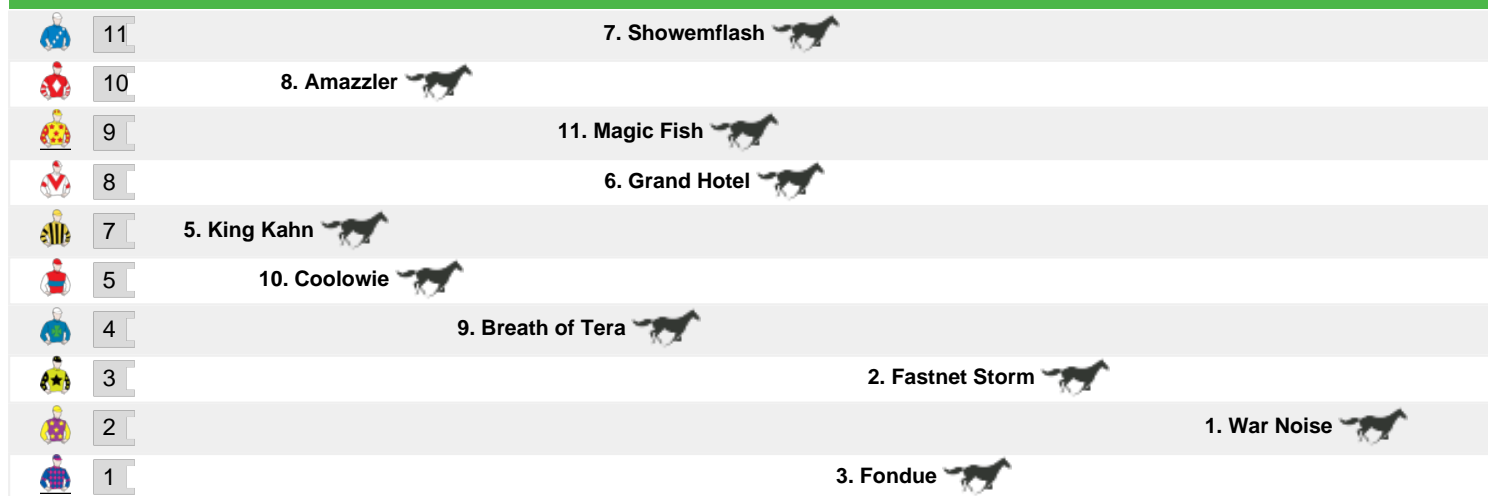 11 7. Showemflash
10 8. Amazzler
9 11. Magic Fish
8 6. Grand Hotel
7 5. King Kahn
5 10. Coolowie
4 9. Breath of Tera
3 2. Fastnet Storm
2 1. War Noise
1 3. Fondue